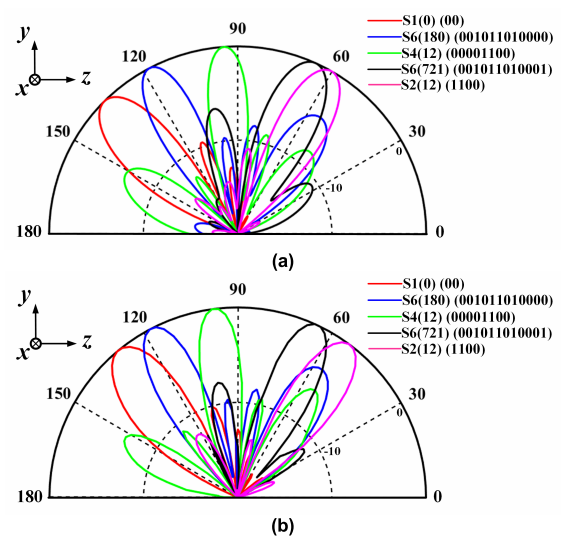 90
y
120
60
x
z
150
30
0
-10
180
0
S1(0) (00)
S6(180) (001011010000)
S4(12) (00001100)
S6(721) (001011010001)
S2(12) (1100)
(a)
90
y
120
60
x
z
150
30
0
-10
180
0
S1(0) (00)
S6(180) (001011010000)
S4(12) (00001100)
S6(721) (001011010001)
S2(12) (1100)
(b)